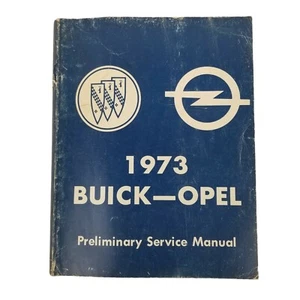 1973
BUICK—OPEL
Preliminary Service Manual